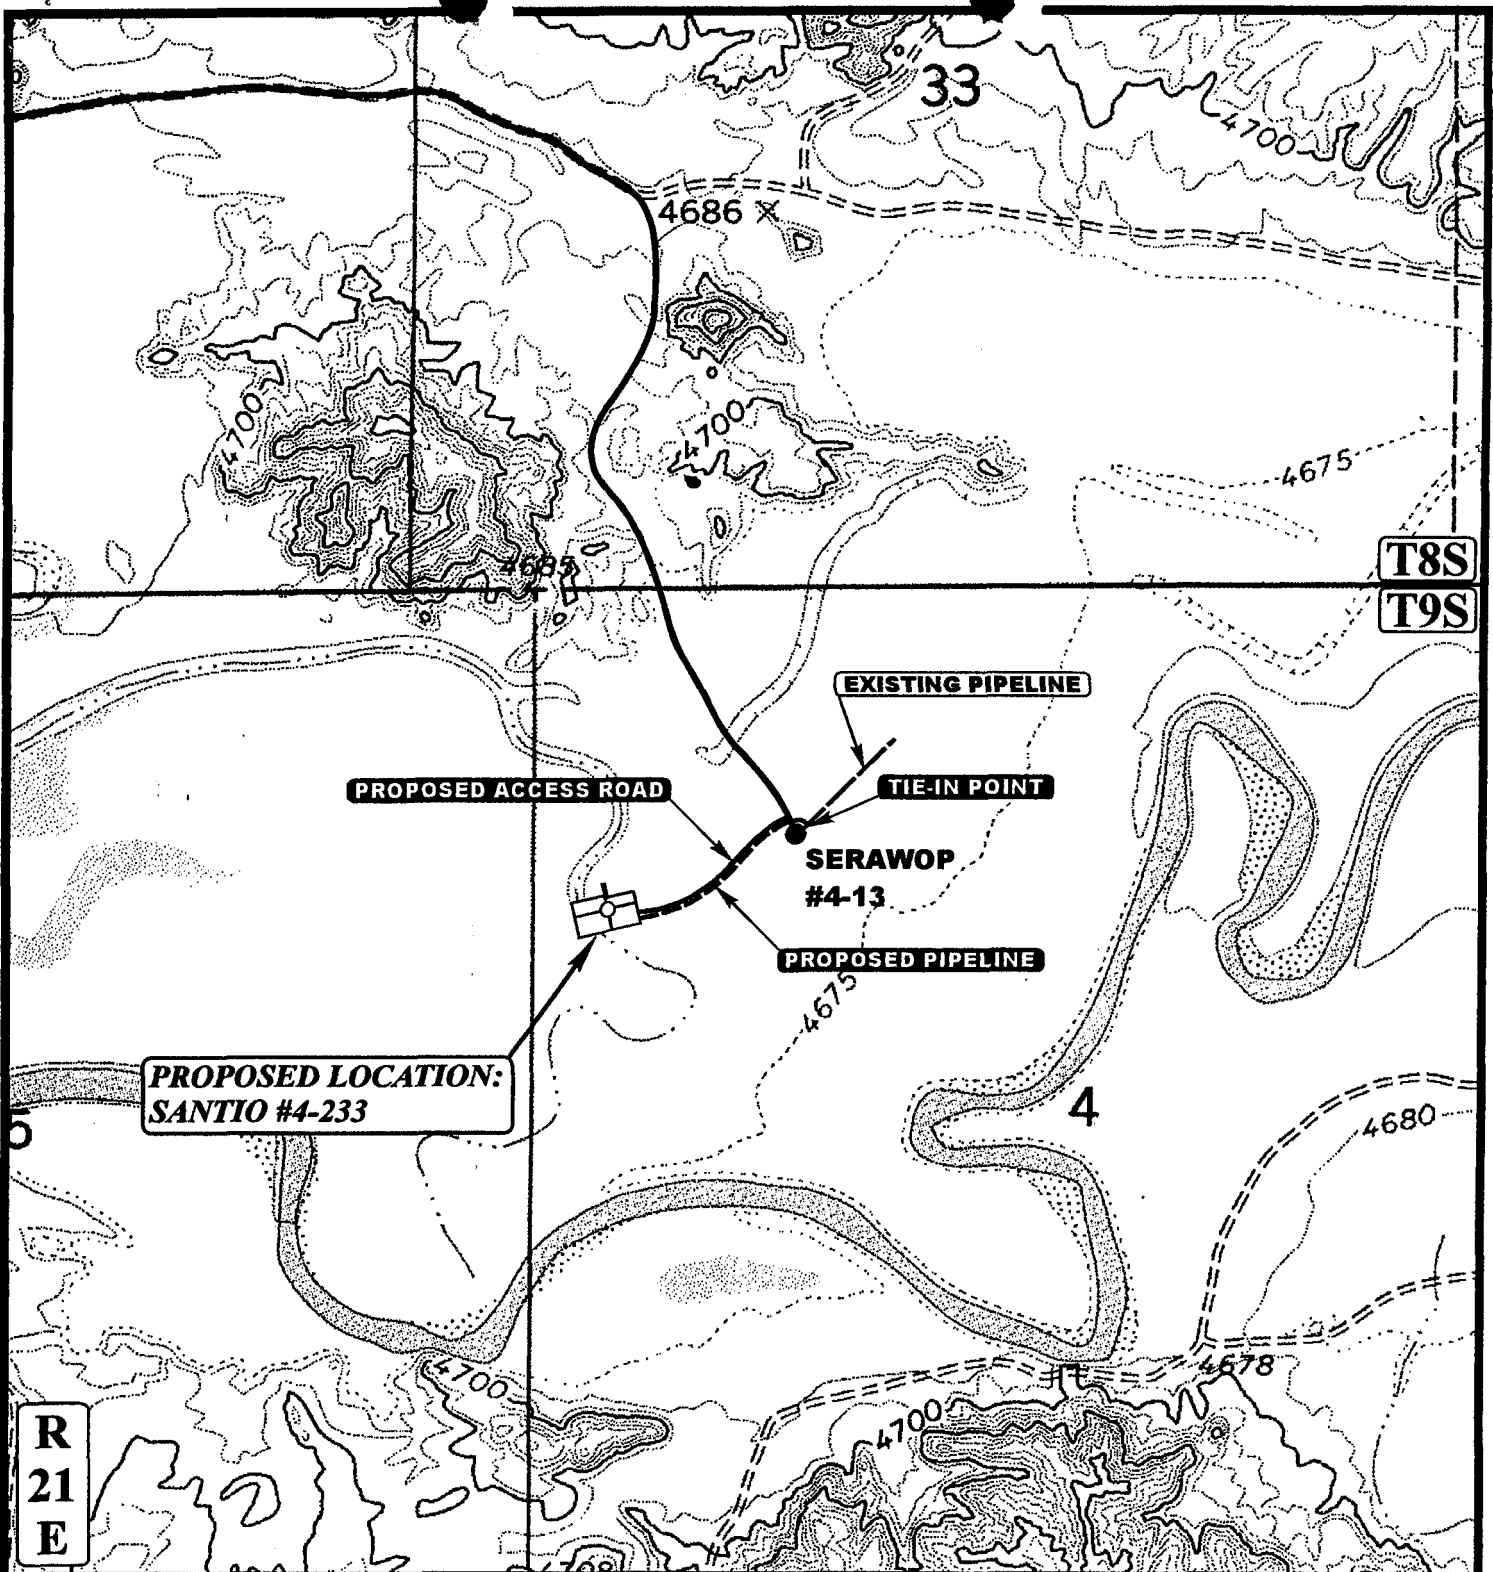 33
4700
4686
4700
4700
4675
4685
T8S
T9S
EXISTING PIPELINE
PROPOSED ACCESS ROAD
TIE-IN POINT
SERAWOP
#4-13
PROPOSED PIPELINE
4675
PROPOSED LOCATION:
SANTIO #4-233
5
4
4680
4678
4700
4700
R
21
E